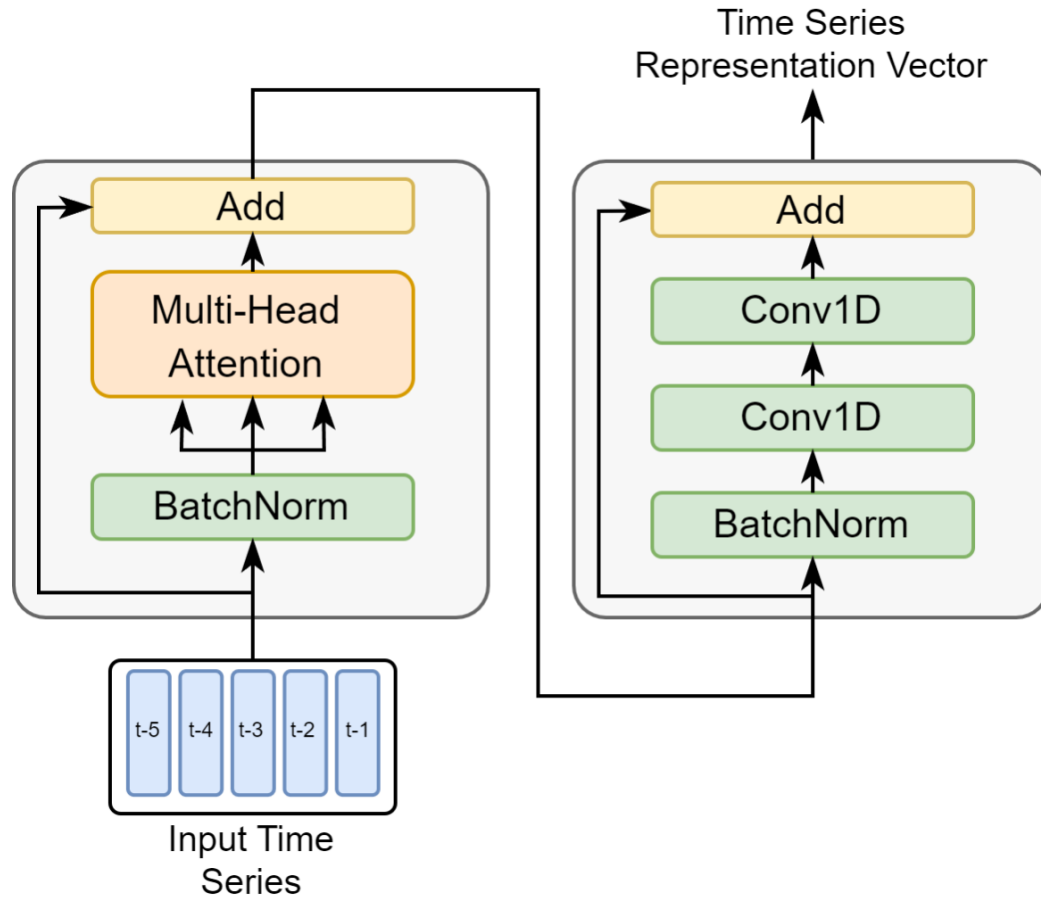 Time Series
Representation Vector
Add
Multi-Head
Attention
BatchNorm
t-5
t-4
t-3
t-2
t-1
Input Time
Series
Add
Conv1D
Conv1D
BatchNorm